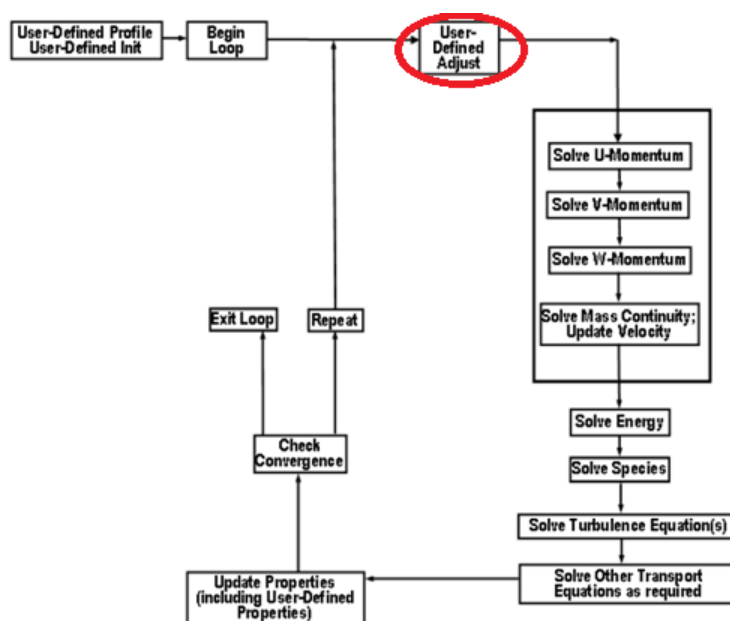 User-Defined Profile
User-Defined Init
Begin
Loop
User-
Defined
Adjust
Solve U-Momentum
Solve V-Momentum
Solve W-Momentum
Solve Mass Continuity;
Update Velocity
Exit Loop
Repeat
Solve Energy
Check
Convergence
Solve Species
Solve Turbulence Equation(s)
Update Properties
(including User-Defined
Properties)
Solve Other Transport
Equations as required